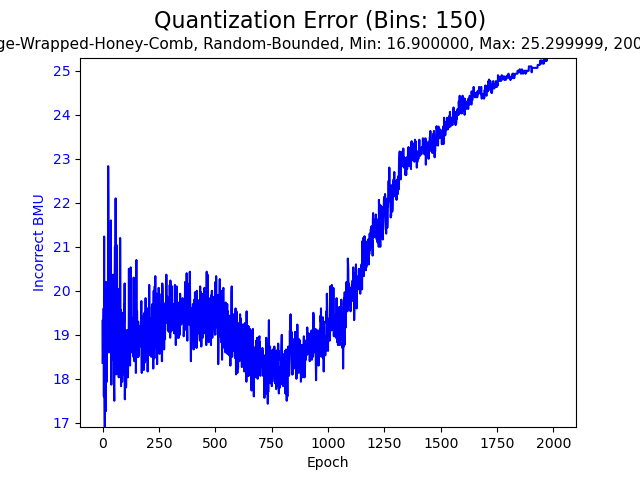 Quantization Error (Bins: 150)
ge-Wrapped-Honey-Comb, Random-Bounded, Min: 16.900000, Max: 25.299999, 200
25
24
23
22
21
20
19
18
17
Incorrect BMU
0 250 500 750 1000 1250 1500 1750 2000
Epoch